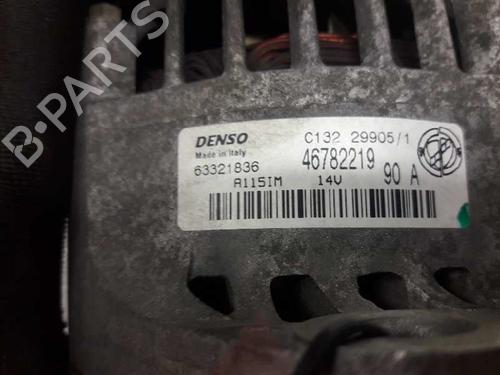 B-PARTS
DENSO
Made in Italy
C132 29905/1
63321836
46782219
A115IM 14V 90 A